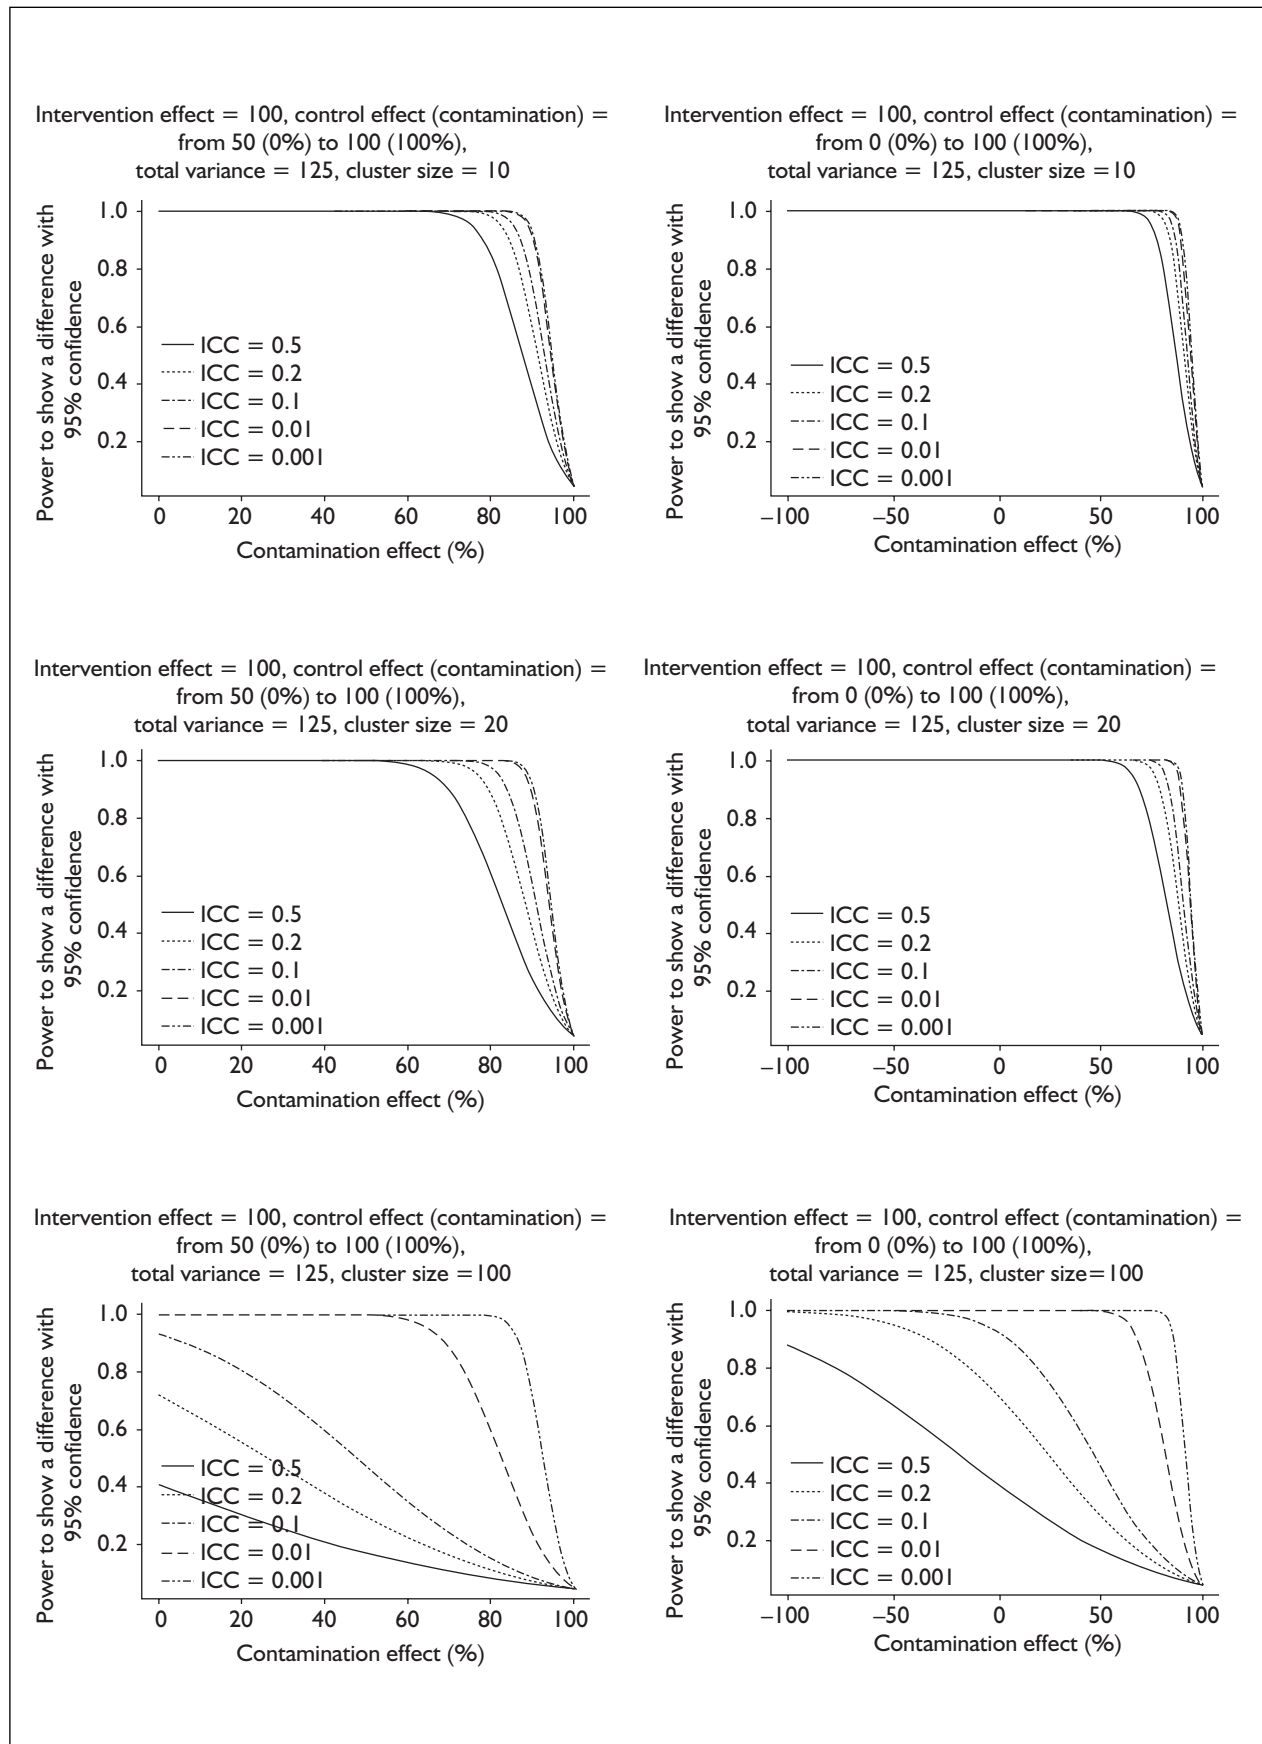 Intervention effect = 100, control effect (contamination) =
from 50 (0%) to 100 (100%),
total variance = 125, cluster size = 10
Power to show a difference with
95% confidence
1.0
0.8
0.6
0.4
0.2
ICC = 0.5
ICC = 0.2
ICC = 0.1
ICC = 0.01
ICC = 0.001
0 20 40 60 80 100
Contamination effect (%)
Intervention effect = 100, control effect (contamination) =
from 0 (0%) to 100 (100%),
total variance = 125, cluster size =10
Power to show a difference with
95% confidence
1.0
0.8
0.6
0.4
0.2
ICC = 0.5
ICC = 0.2
ICC = 0.1
ICC = 0.01
ICC = 0.001
–100 –50 0 50 100
Contamination effect (%)
Intervention effect = 100, control effect (contamination) =
from 50 (0%) to 100 (100%),
total variance = 125, cluster size = 20
Power to show a difference with
95% confidence
1.0
0.8
0.6
0.4
0.2
ICC = 0.5
ICC = 0.2
ICC = 0.1
ICC = 0.01
ICC = 0.001
0 20 40 60 80 100
Contamination effect (%)
Intervention effect = 100, control effect (contamination) =
from 0 (0%) to 100 (100%),
total variance = 125, cluster size = 20
Power to show a difference with
95% confidence
1.0
0.8
0.6
0.4
0.2
ICC = 0.5
ICC = 0.2
ICC = 0.1
ICC = 0.01
ICC = 0.001
–100 –50 0 50 100
Contamination effect (%)
Intervention effect = 100, control effect (contamination) =
from 50 (0%) to 100 (100%),
total variance = 125, cluster size =100
Power to show a difference with
95% confidence
1.0
0.8
0.6
0.4
0.2
ICC = 0.5
ICC = 0.2
ICC = 0.1
ICC = 0.01
ICC = 0.001
0 20 40 60 80 100
Contamination effect (%)
Intervention effect = 100, control effect (contamination) =
from 0 (0%) to 100 (100%),
total variance = 125, cluster size=100
Power to show a difference with
95% confidence
1.0
0.8
0.6
0.4
0.2
ICC = 0.5
ICC = 0.2
ICC = 0.1
ICC = 0.01
ICC = 0.001
–100 –50 0 50 100
Contamination effect (%)